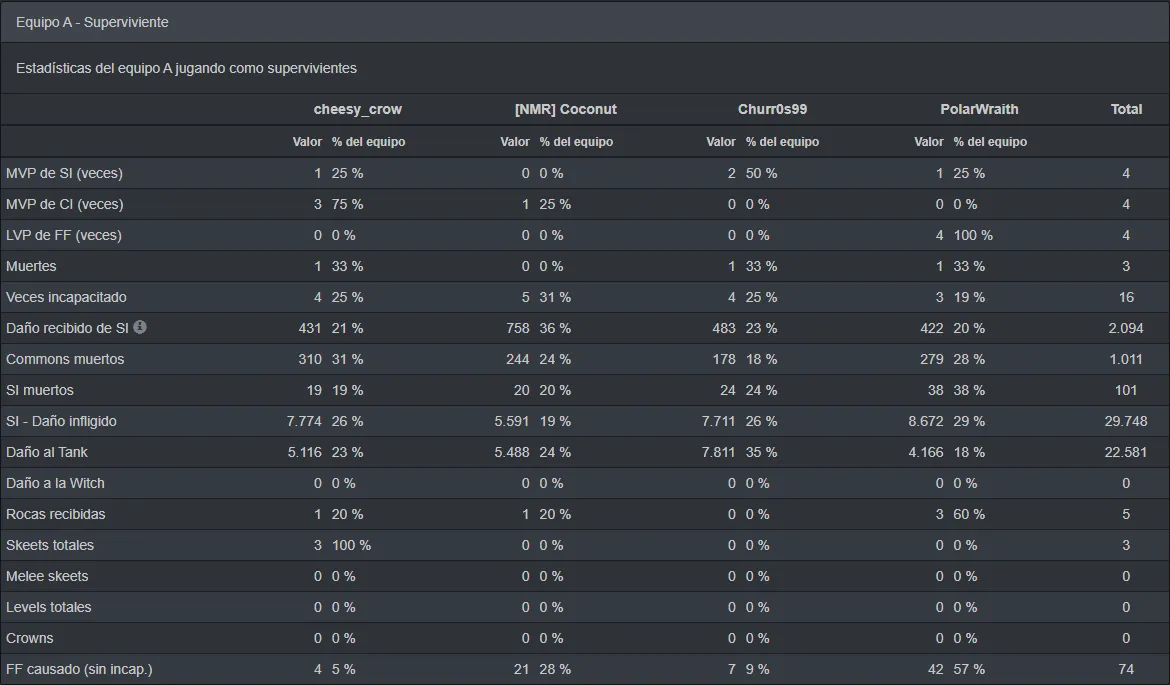 Equipo A - Superviviente
Estadísticas del equipo A jugando como supervivientes
cheesy_crow [NMR] Coconut Churr0s99 PolarWraith Total
Valor % del equipo Valor % del equipo Valor % del equipo Valor % del equipo
MVP de SI (veces) 1 25 % 0 0 % 2 50 % 1 25 % 4
MVP de CI (veces) 3 75 % 1 25 % 0 0 % 0 0 % 4
LVP de FF (veces) 0 0 % 0 0 % 0 0 % 4 100 % 4
Muertes 1 33 % 0 0 % 1 33 % 1 33 % 3
Veces incapacitado 4 25 % 5 31 % 4 25 % 3 19 % 16
Daño recibido de SI 431 21 % 758 36 % 483 23 % 422 20 % 2.094
Commons muertos 310 31 % 244 24 % 178 18 % 279 28 % 1.011
SI muertos 19 19 % 20 20 % 24 24 % 38 38 % 101
SI - Daño infligido 7.774 26 % 5.591 19 % 7.711 26 % 8.672 29 % 29.748
Daño al Tank 5.116 23 % 5.488 24 % 7.811 35 % 4.166 18 % 22.581
Daño a la Witch 0 0 % 0 0 % 0 0 % 0 0 % 0
Rocas recibidas 1 20 % 1 20 % 0 0 % 3 60 % 5
Skeets totales 3 100 % 0 0 % 0 0 % 0 0 % 3
Melee skeets 0 0 % 0 0 % 0 0 % 0 0 % 0
Levels totales 0 0 % 0 0 % 0 0 % 0 0 % 0
Crowns 0 0 % 0 0 % 0 0 % 0 0 % 0
FF causado (sin incap.) 4 5 % 21 28 % 7 9 % 42 57 % 74